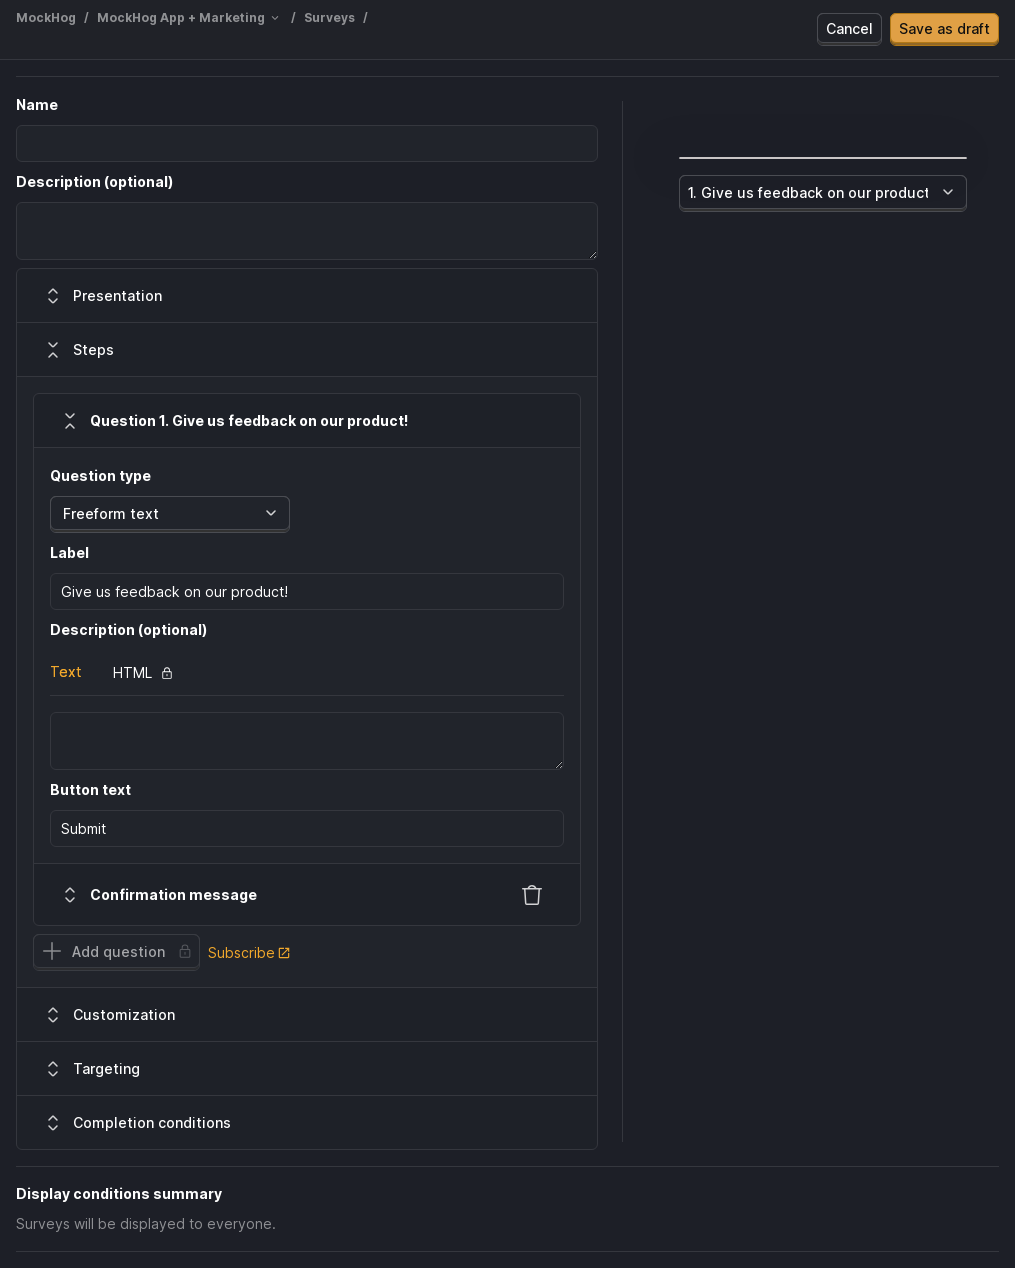 MockHog / MockHog App + Marketing / Surveys /
Cancel
Save as draft
Name
Description (optional)
Presentation
Steps
Question 1. Give us feedback on our product!
Question type
Freeform text
Label
Give us feedback on our product!
Description (optional)
Text
HTML
Button text
Submit
Confirmation message
Add question
Subscribe
Customization
Targeting
Completion conditions
1. Give us feedback on our product
Display conditions summary
Surveys will be displayed to everyone.